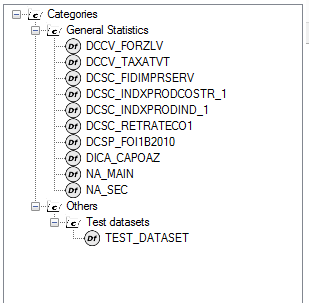 Categories
General Statistics
DCCV_FORZLV
DCCV_TAXATVT
DCSC_FIDIMPRSERV
DCSC_INDXPRODCOSTR_1
DCSC_INDXPRODIND_1
DCSC_RETRATECO1
DCSP_FOI1B2010
DICA_CAPOAZ
NA_MAIN
NA_SEC
Others
Test datasets
TEST_DATASET